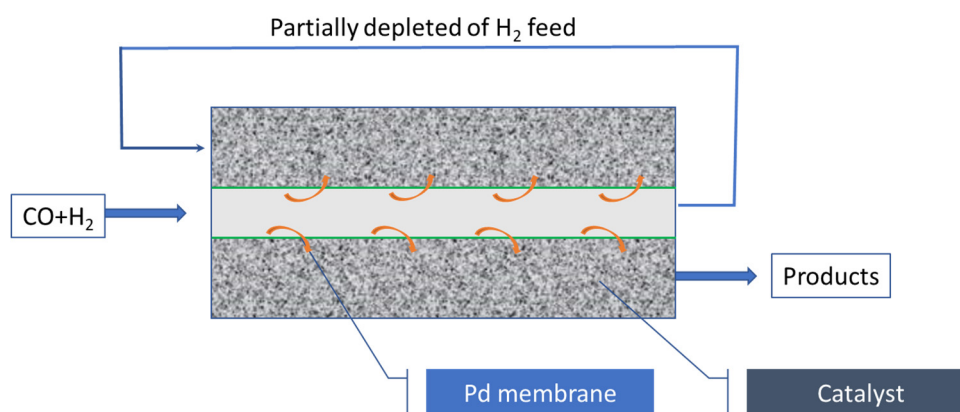 Partially depleted of H₂ feed
CO+H₂
Products
Pd membrane
Catalyst